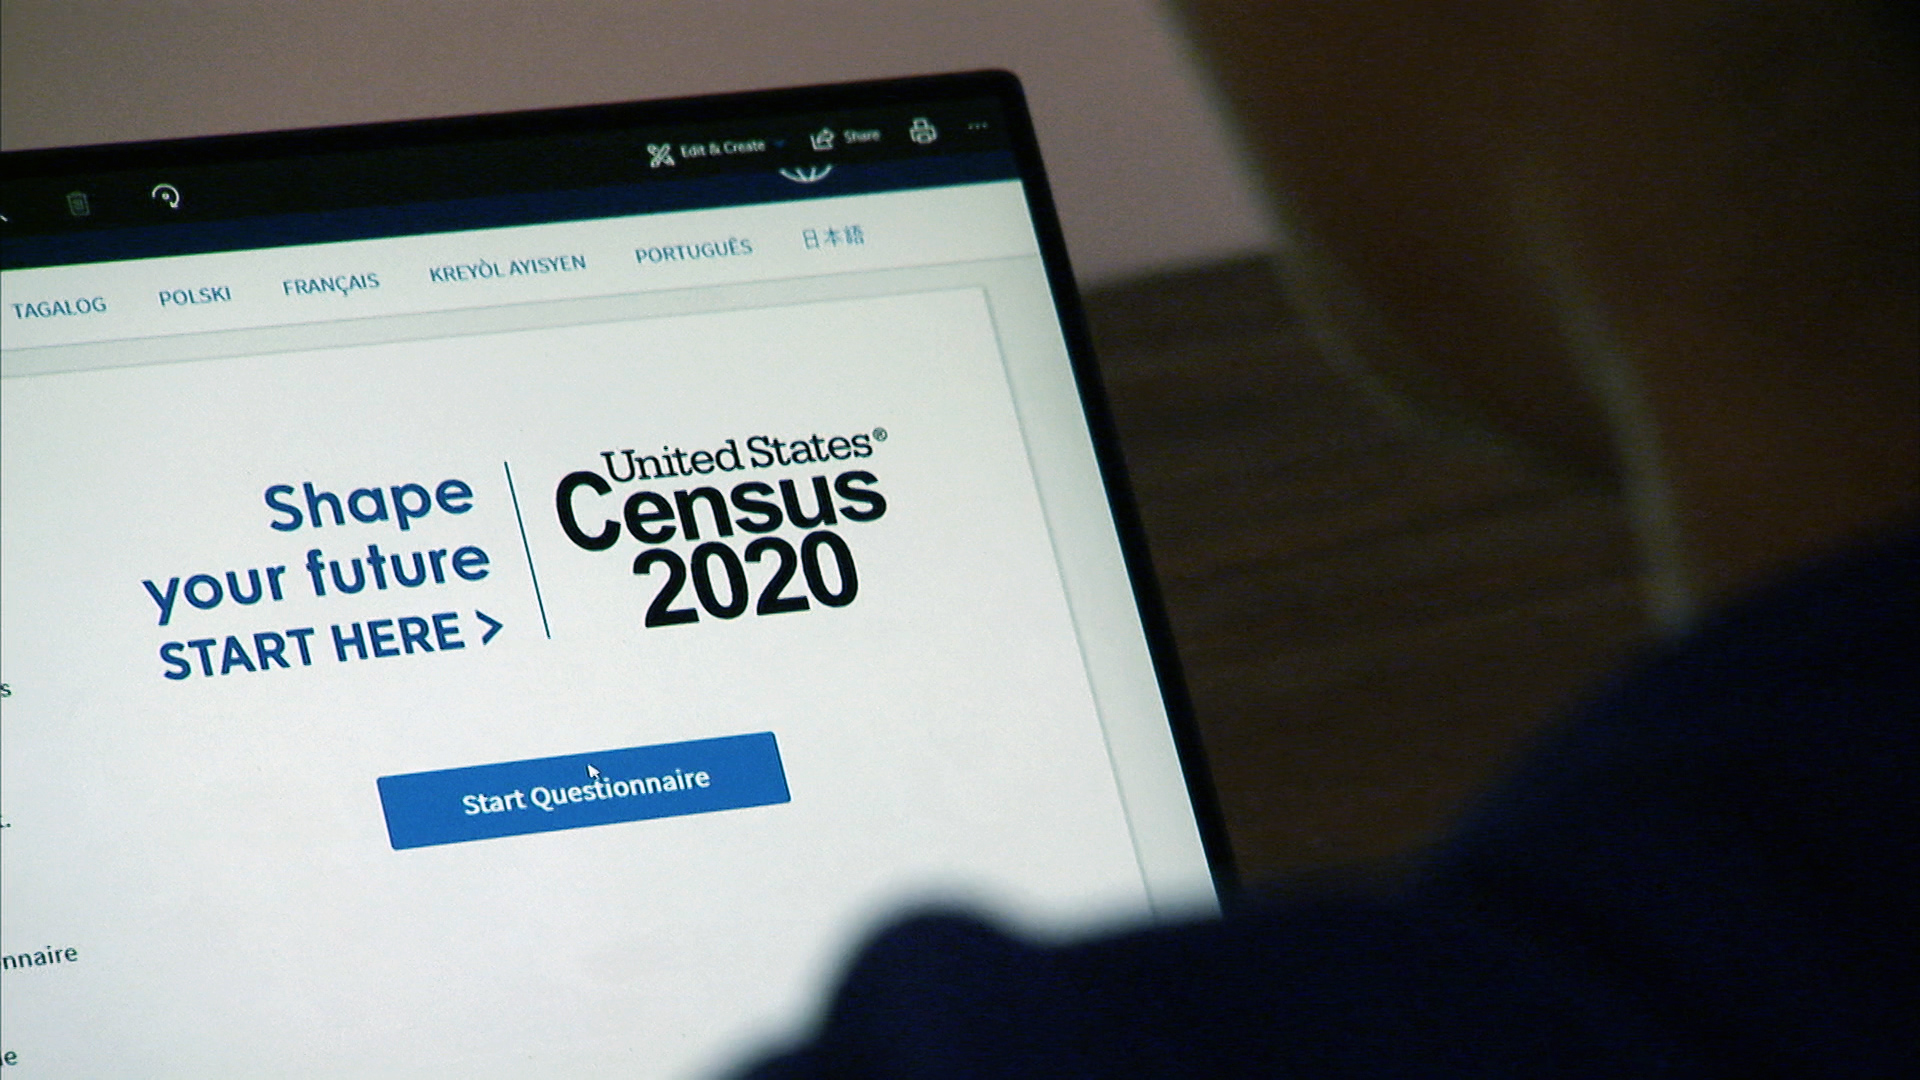 Edit & Create Share
TAGALOG POLSKI FRANÇAIS KREYÒL AYISYEN PORTUGUÊS 日本語
Shape
your future
START HERE >
United States®
Census
2020
Start Questionnaire
nnaire